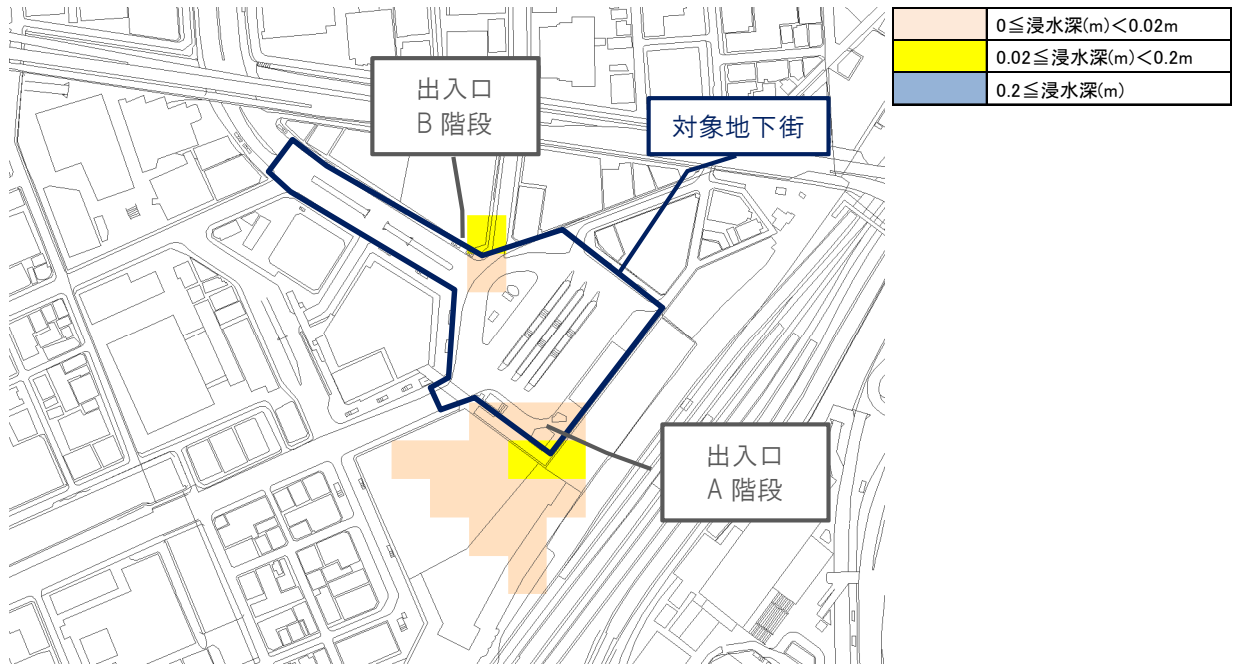 0≦浸水深(m)<0.02m
0.02≦浸水深(m)<0.2m
0.2≦浸水深(m)
出入口
B 階段
対象地下街
出入口
A 階段